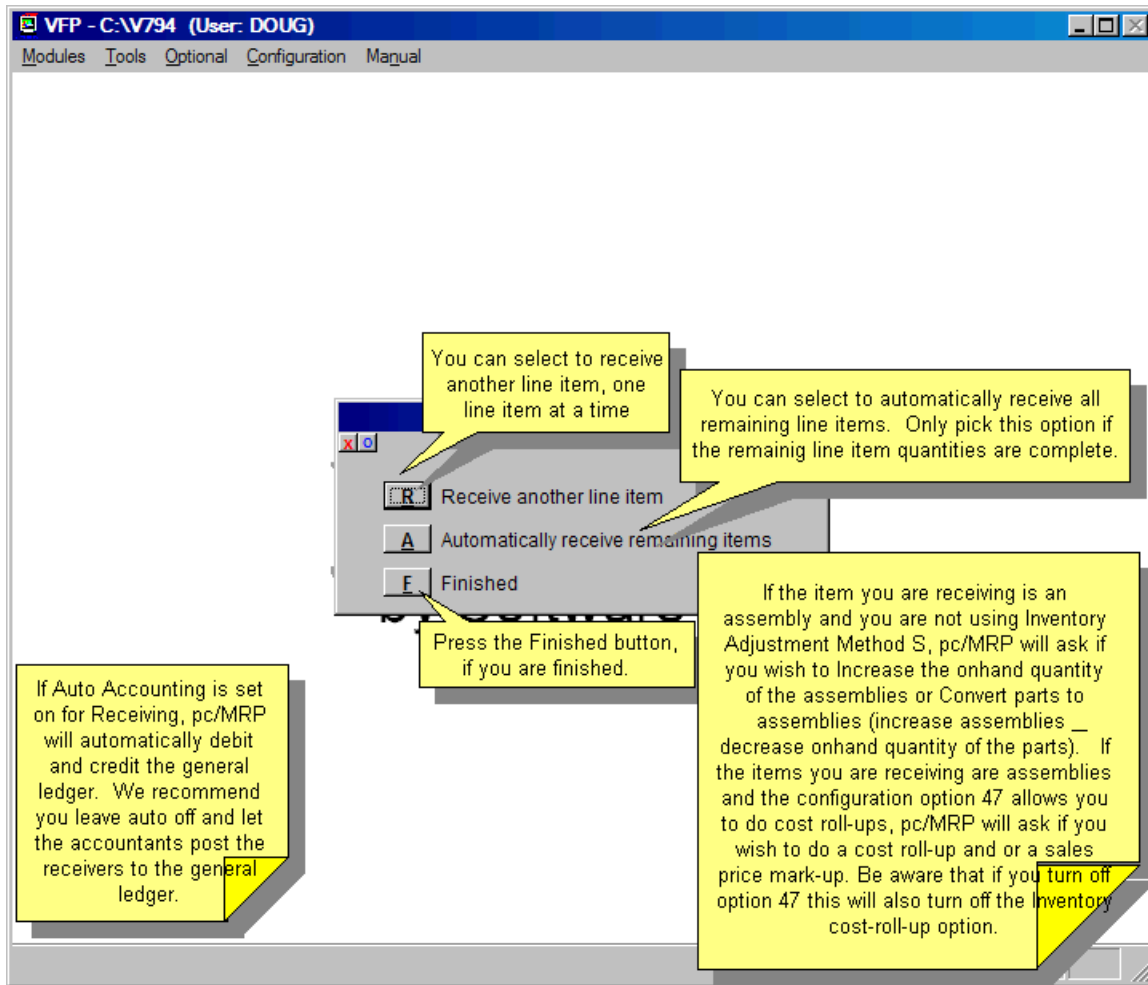 VFP - C:\V794 (User: DOUG)
Modules Tools Optional Configuration Manual
You can select to receive
another line item, one
line item at a time
You can select to automatically receive all
remaining line items. Only pick this option if
the remainig line item quantities are complete.
X O
R Receive another line item
A Automatically receive remaining items
F Finished
by Software
Press the Finished button,
if you are finished.
If Auto Accounting is set
on for Receiving, pc/MRP
will automatically debit
and credit the general
ledger. We recommend
you leave auto off and let
the accountants post the
receivers to the general
ledger.
If the item you are receiving is an
assembly and you are not using Inventory
Adjustment Method S, pc/MRP will ask if
you wish to Increase the onhand quantity
of the assemblies or Convert parts to
assemblies (increase assemblies _
decrease onhand quantity of the parts). If
the items you are receiving are assemblies
and the configuration option 47 allows you
to do cost roll-ups, pc/MRP will ask if you
wish to do a cost roll-up and or a sales
price mark-up. Be aware that if you turn off
option 47 this will also turn off the Inventory
cost-roll-up option.